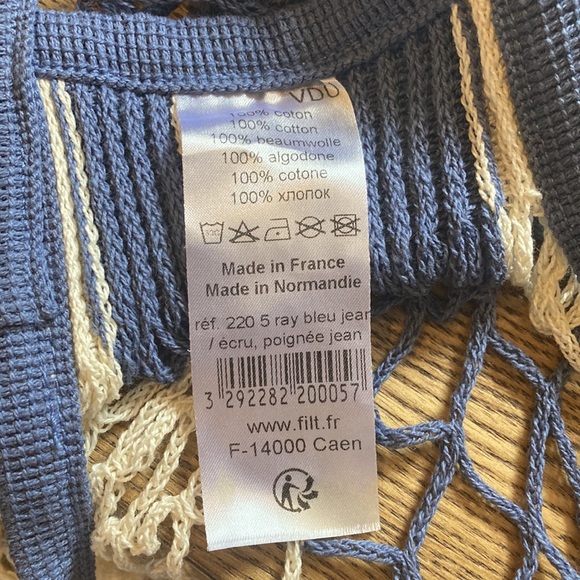 VDD
100% coton
100% cotton
100% beaumwolle
100% algodone
100% cotone
100% хлопок
Made in France
Made in Normandie
réf. 220 5 ray bleu jean
/ écru, poignée jean
3 292282 200057
www.filt.fr
F-14000 Caen